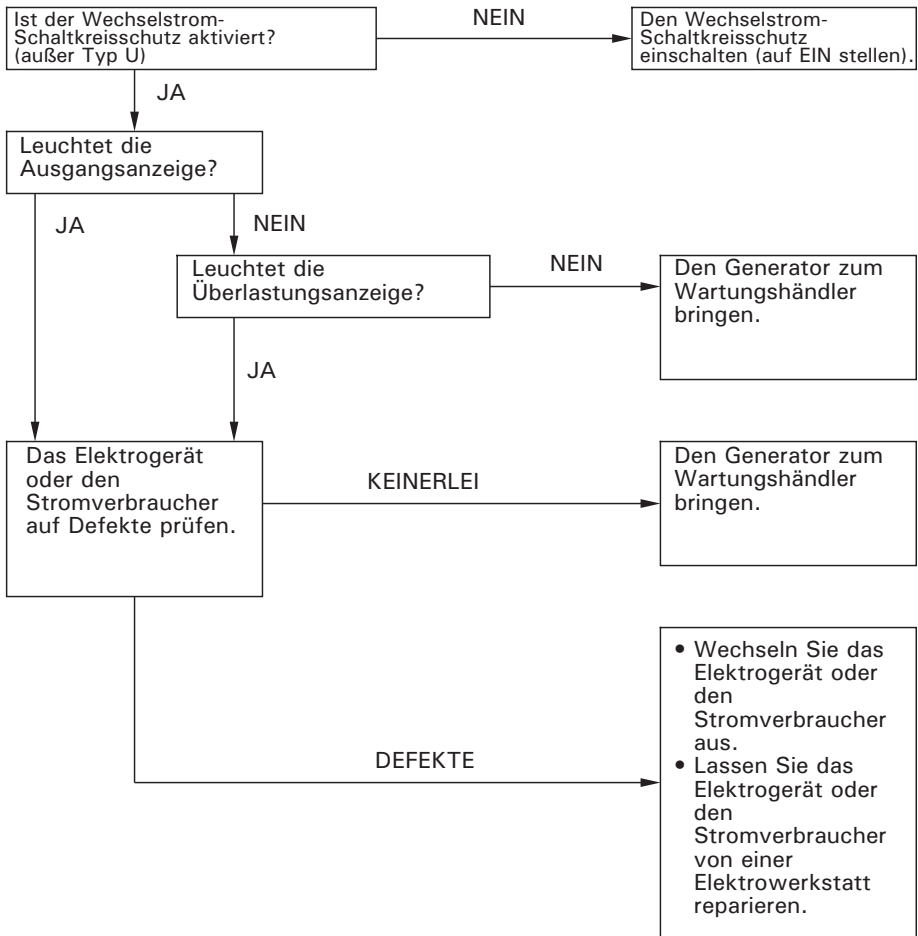 Ist der Wechselstrom-
Schaltkreisschutz aktiviert?
(außer Typ U)
NEIN
Den Wechselstrom-
Schaltkreisschutz
einschalten (auf EIN stellen).
JA
Leuchtet die
Ausgangsanzeige?
JA
NEIN
Leuchtet die
Überlastungsanzeige?
NEIN
Den Generator zum
Wartungshändler
bringen.
JA
Das Elektrogerät
oder den
Stromverbraucher
auf Defekte prüfen.
KEINERLEI
Den Generator zum
Wartungshändler
bringen.
DEFEKTE
• Wechseln Sie das
Elektrogerät oder
den
Stromverbraucher
aus.
• Lassen Sie das
Elektrogerät oder
den
Stromverbraucher
von einer
Elektrowerkstatt
reparieren.